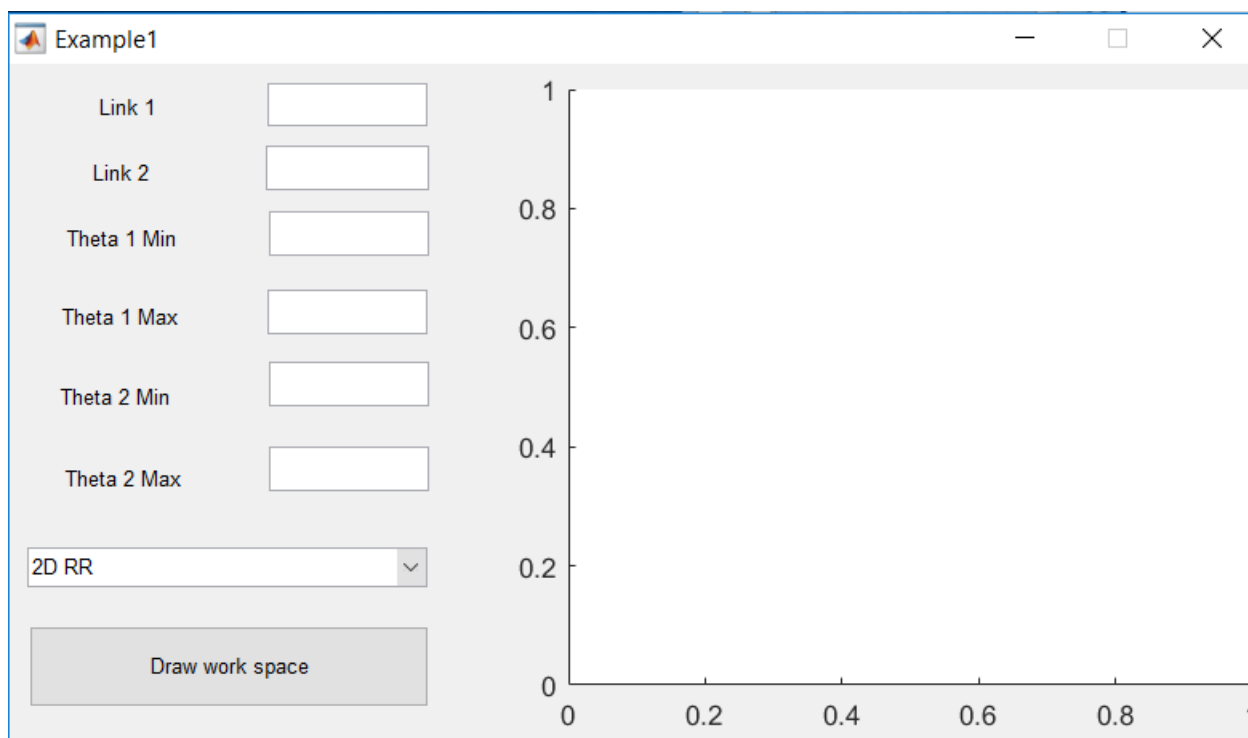 Example1
Link 1
Link 2
Theta 1 Min
Theta 1 Max
Theta 2 Min
Theta 2 Max
2D RR
Draw work space
1
0.8
0.6
0.4
0.2
0
0 0.2 0.4 0.6 0.8